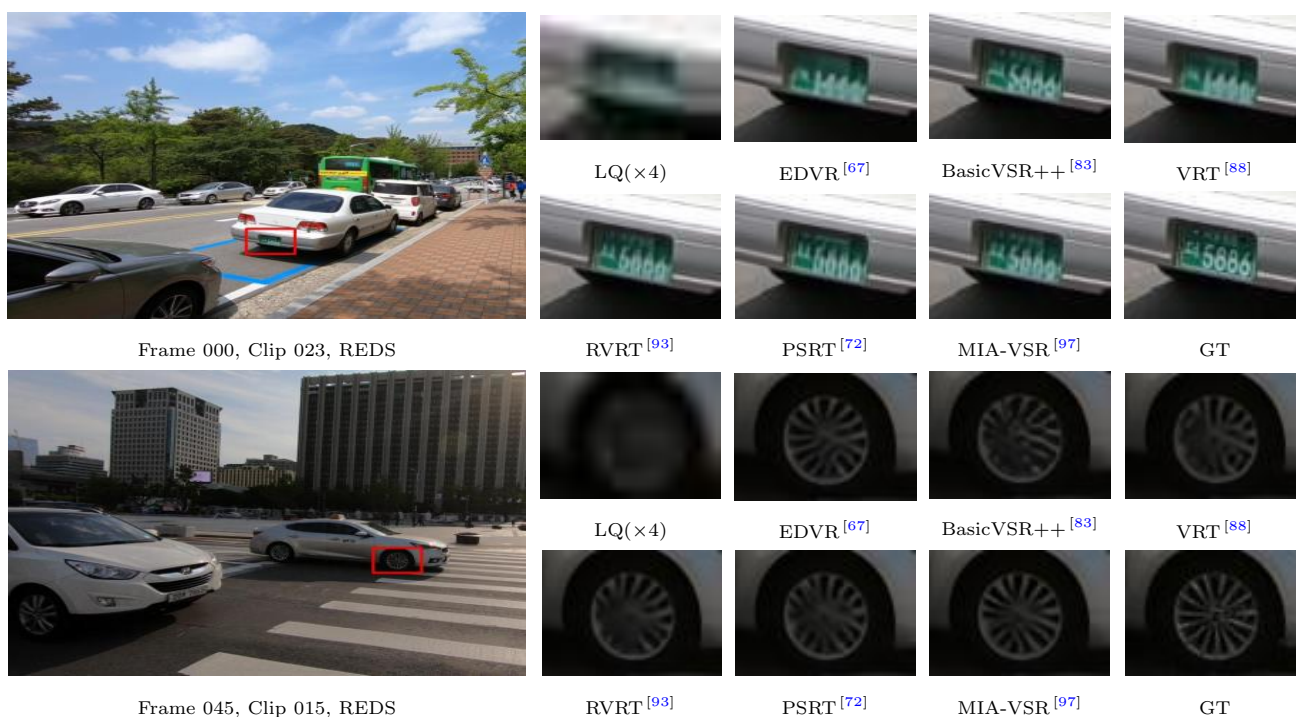 LQ(×4) EDVR[67] BasicVSR++[83] VRT[88]
5886
Frame 000, Clip 023, REDS RVRT[93] PSRT[72] MIA-VSR[97] GT
LQ(×4) EDVR[67] BasicVSR++[83] VRT[88]
Frame 045, Clip 015, REDS RVRT[93] PSRT[72] MIA-VSR[97] GT